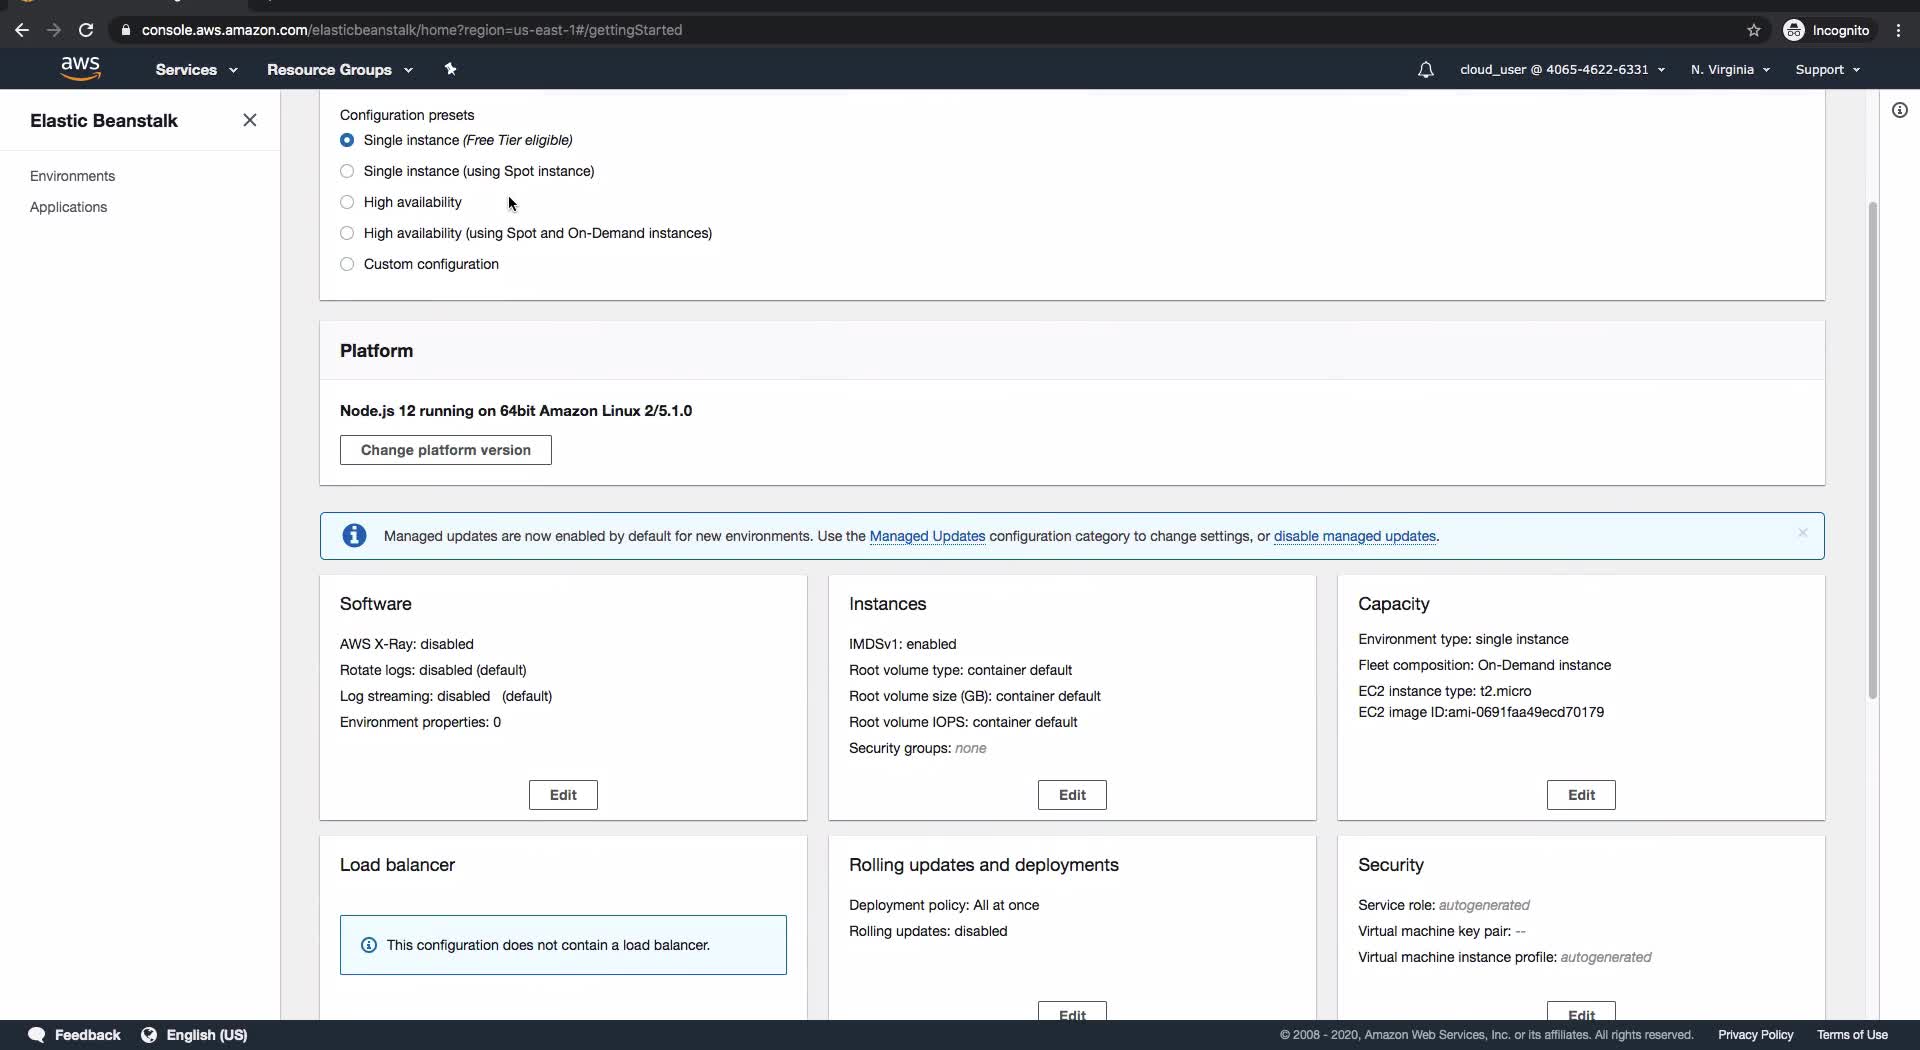 console.aws.amazon.com/elasticbeanstalk/home?region=us-east-1#/gettingStarted
Incognito
aws
Services
Resource Groups
cloud_user @ 4065-4622-6331
N. Virginia
Support
Elastic Beanstalk
Environments
Applications
Configuration presets
Single instance (Free Tier eligible)
Single instance (using Spot instance)
High availability
High availability (using Spot and On-Demand instances)
Custom configuration
Platform
Node.js 12 running on 64bit Amazon Linux 2/5.1.0
Change platform version
Managed updates are now enabled by default for new environments. Use the Managed Updates configuration category to change settings, or disable managed updates.
Software
AWS X-Ray: disabled
Rotate logs: disabled (default)
Log streaming: disabled (default)
Environment properties: 0
Edit
Instances
IMDSv1: enabled
Root volume type: container default
Root volume size (GB): container default
Root volume IOPS: container default
Security groups: none
Edit
Capacity
Environment type: single instance
Fleet composition: On-Demand instance
EC2 instance type: t2.micro
EC2 image ID:ami-0691faa49ecd70179
Edit
Load balancer
This configuration does not contain a load balancer.
Rolling updates and deployments
Deployment policy: All at once
Rolling updates: disabled
Edit
Security
Service role: autogenerated
Virtual machine key pair: --
Virtual machine instance profile: autogenerated
Edit
Feedback
English (US)
© 2008 - 2020, Amazon Web Services, Inc. or its affiliates. All rights reserved.
Privacy Policy
Terms of Use